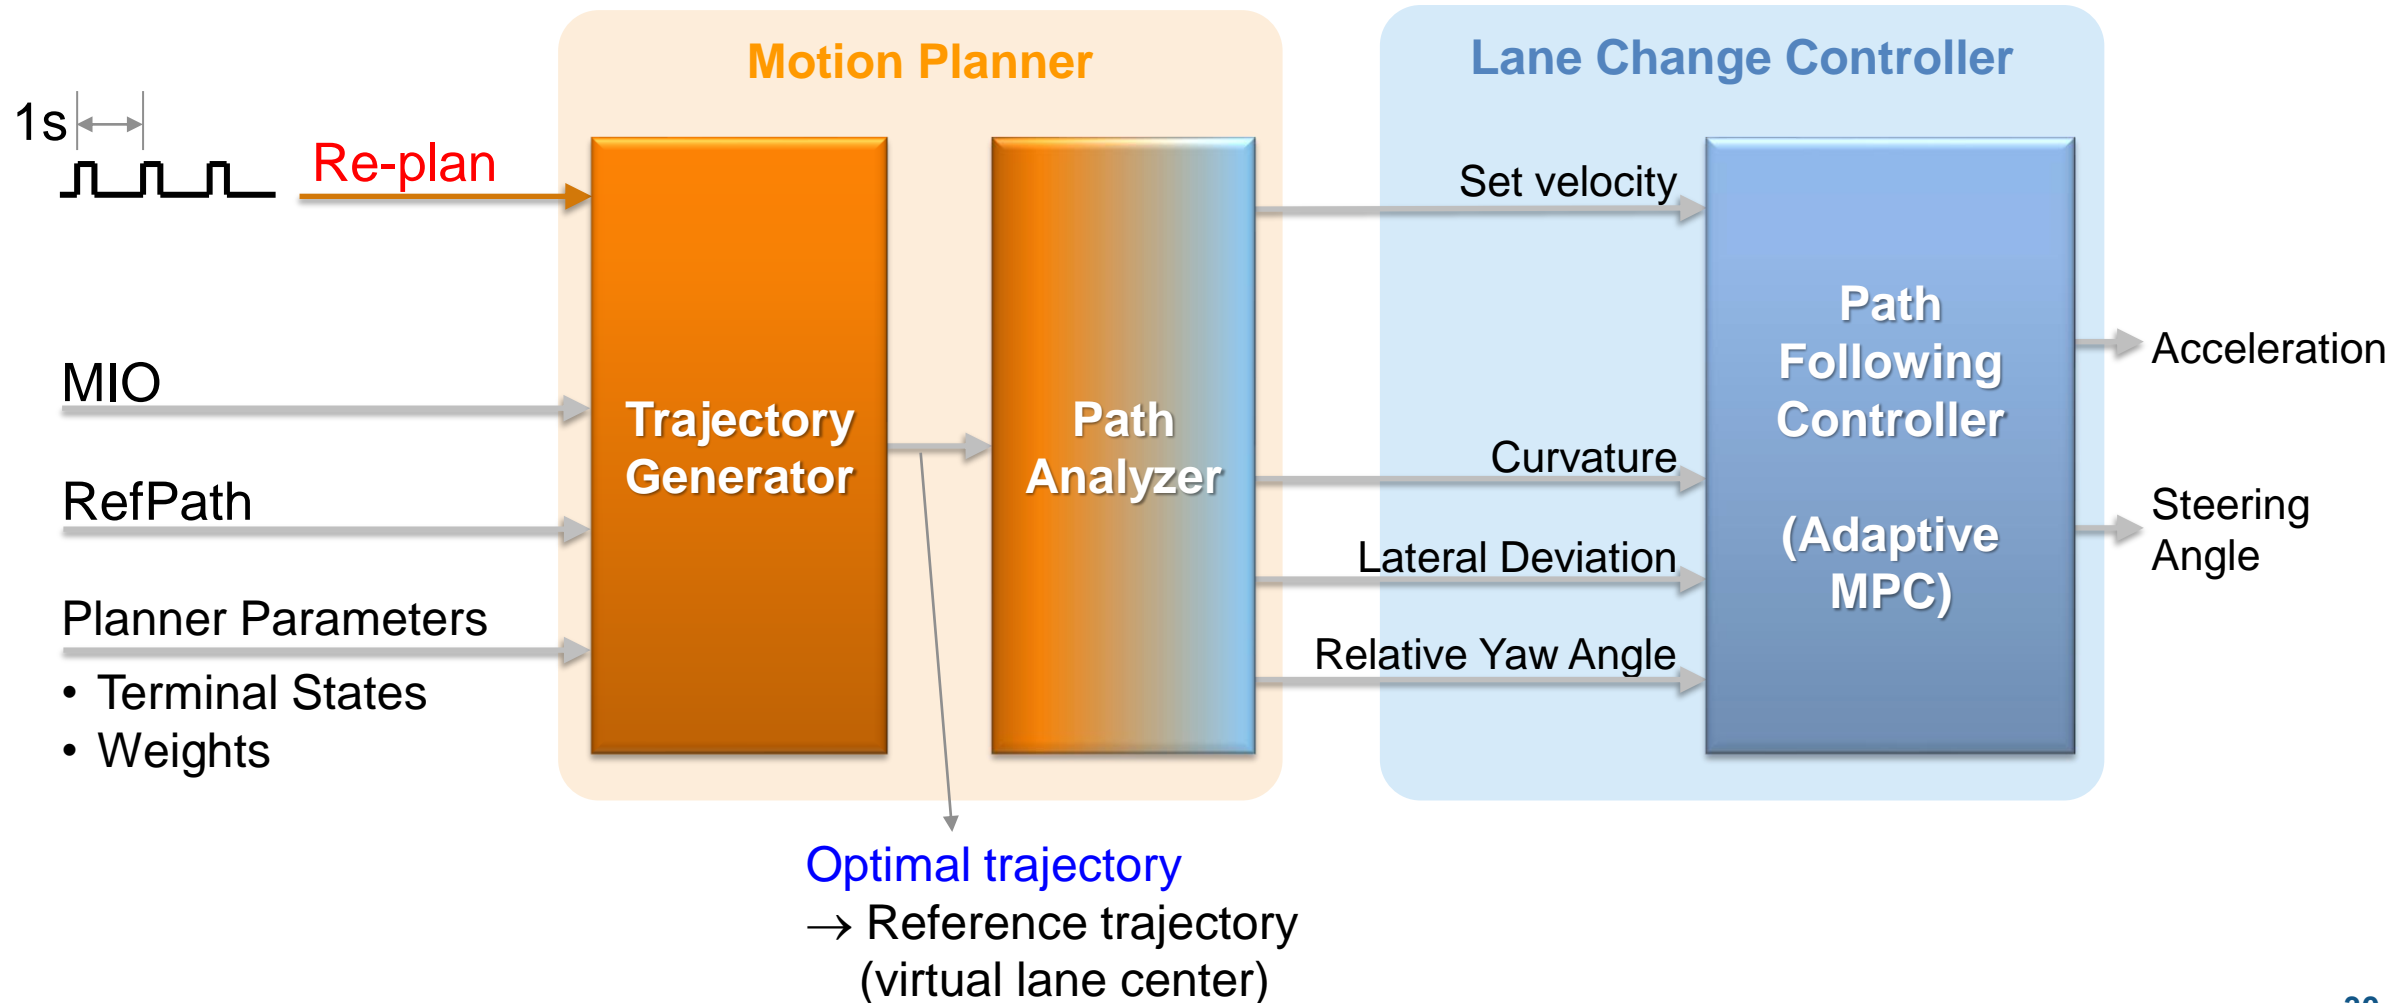 Motion Planner
Lane Change Controller
1s
Re-plan
MIO
RefPath
Planner Parameters
• Terminal States
• Weights
Trajectory
Generator
Path
Analyzer
Set velocity
Curvature
Lateral Deviation
Relative Yaw Angle
Path
Following
Controller
(Adaptive
MPC)
Acceleration
Steering
Angle
Optimal trajectory
→ Reference trajectory
(virtual lane center)